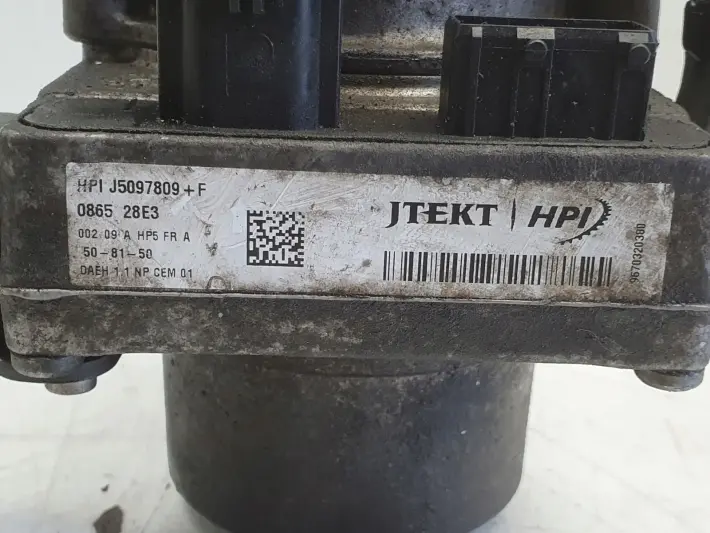 HPI J5097809+F
0865 28E3
002 09 A HP5 FR A
50-81-50
DAEH 1.1 NP CEM 01
JTEKT | HPI
9670320380